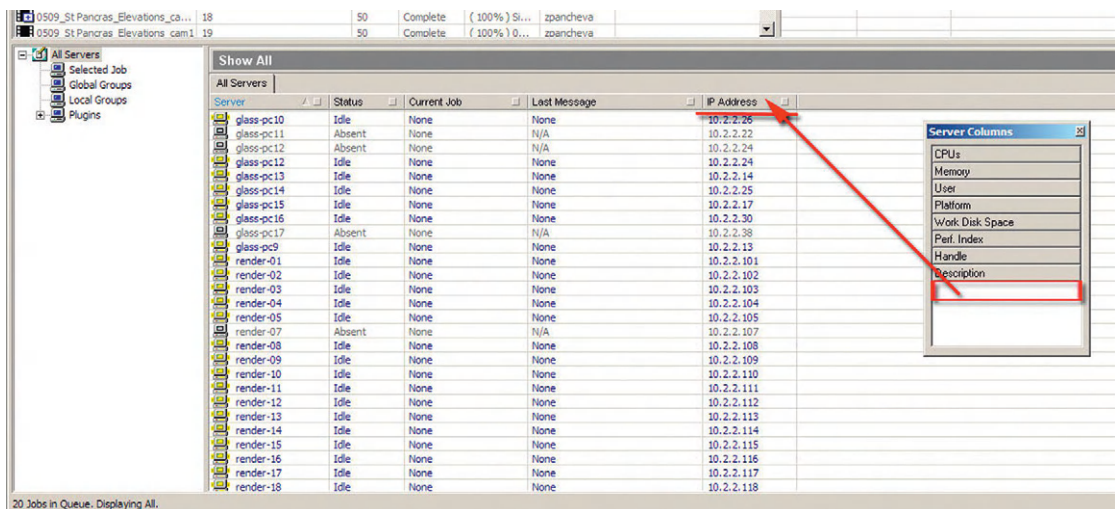 0509_St Pancras_Elevations_ca... 18 50 Complete ( 100% ) Si... zpancheva
0509 St Pancras Elevations cam1 19 50 Complete ( 100% ) 0... zpancheva
All Servers
Selected Job
Global Groups
Local Groups
Plugins
Show All
All Servers
Server Status Current Job Last Message IP Address
glass-pc10 Idle None None 10.2.2.26
glass-pc11 Absent None N/A 10.2.2.22
glass-pc12 Absent None N/A 10.2.2.24
glass-pc12 Idle None None 10.2.2.24
glass-pc13 Idle None None 10.2.2.14
glass-pc14 Idle None None 10.2.2.25
glass-pc15 Idle None None 10.2.2.17
glass-pc16 Idle None None 10.2.2.30
glass-pc17 Absent None N/A 10.2.2.38
glass-pc9 Idle None None 10.2.2.13
render-01 Idle None None 10.2.2.101
render-02 Idle None None 10.2.2.102
render-03 Idle None None 10.2.2.103
render-04 Idle None None 10.2.2.104
render-05 Idle None None 10.2.2.105
render-07 Absent None N/A 10.2.2.107
render-08 Idle None None 10.2.2.108
render-09 Idle None None 10.2.2.109
render-10 Idle None None 10.2.2.110
render-11 Idle None None 10.2.2.111
render-12 Idle None None 10.2.2.112
render-13 Idle None None 10.2.2.113
render-14 Idle None None 10.2.2.114
render-15 Idle None None 10.2.2.115
render-16 Idle None None 10.2.2.116
render-17 Idle None None 10.2.2.117
render-18 Idle None None 10.2.2.118
Server Columns
CPUs
Memory
User
Platform
Work Disk Space
Perf. Index
Handle
Description
20 Jobs in Queue. Displaying All.